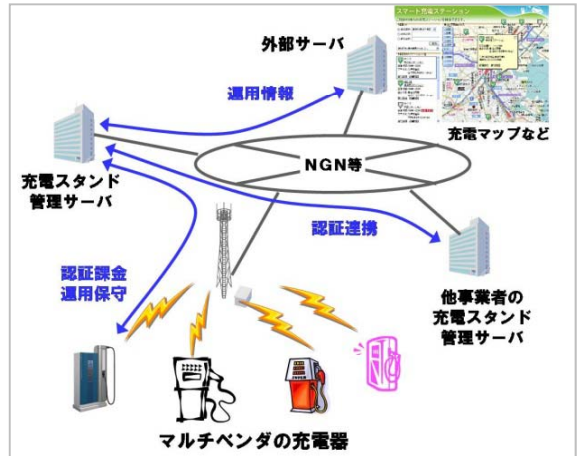 スマート充電ステーション
外部サーバ
運用情報
充電マップなど
NGN等
充電スタンド
管理サーバ
認証連携
認証課金
運用保守
他事業者の
充電スタンド
管理サーバ
マルチベンダの充電器